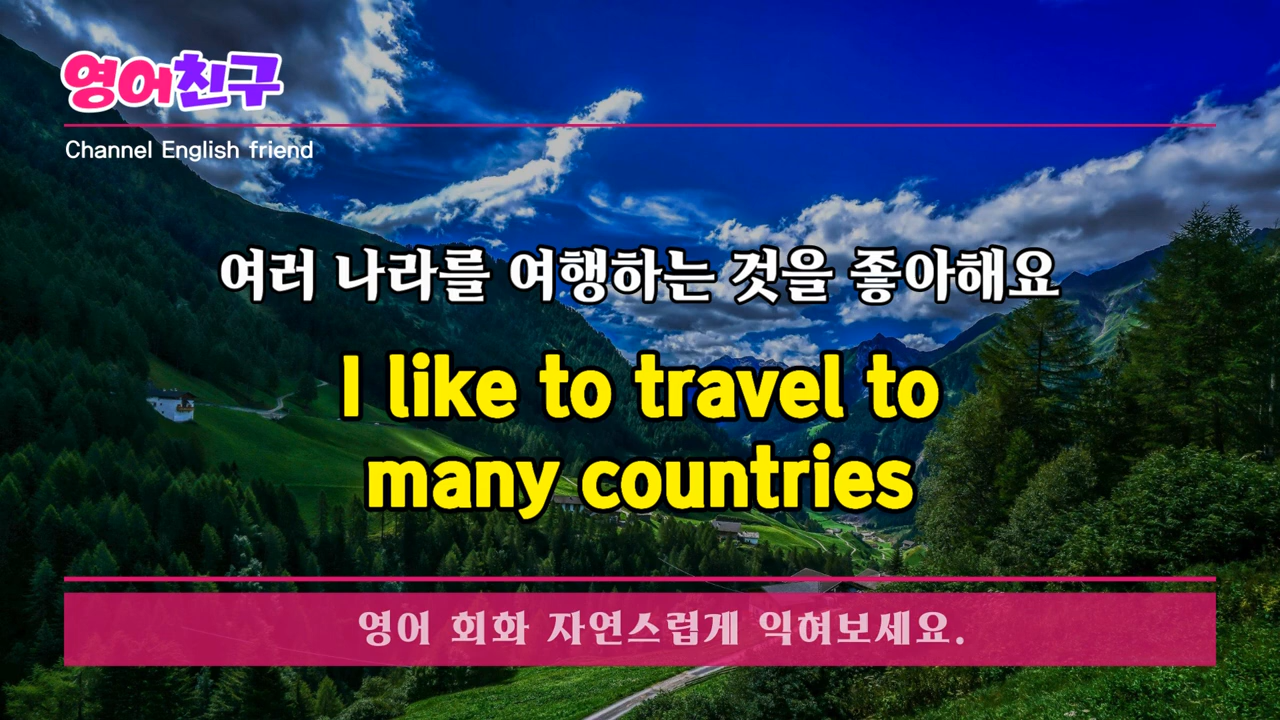 영어친구
Channel English friend
여러 나라를 여행하는 것을 좋아해요
I like to travel to
many countries
영어 회화 자연스럽게 익혀보세요.